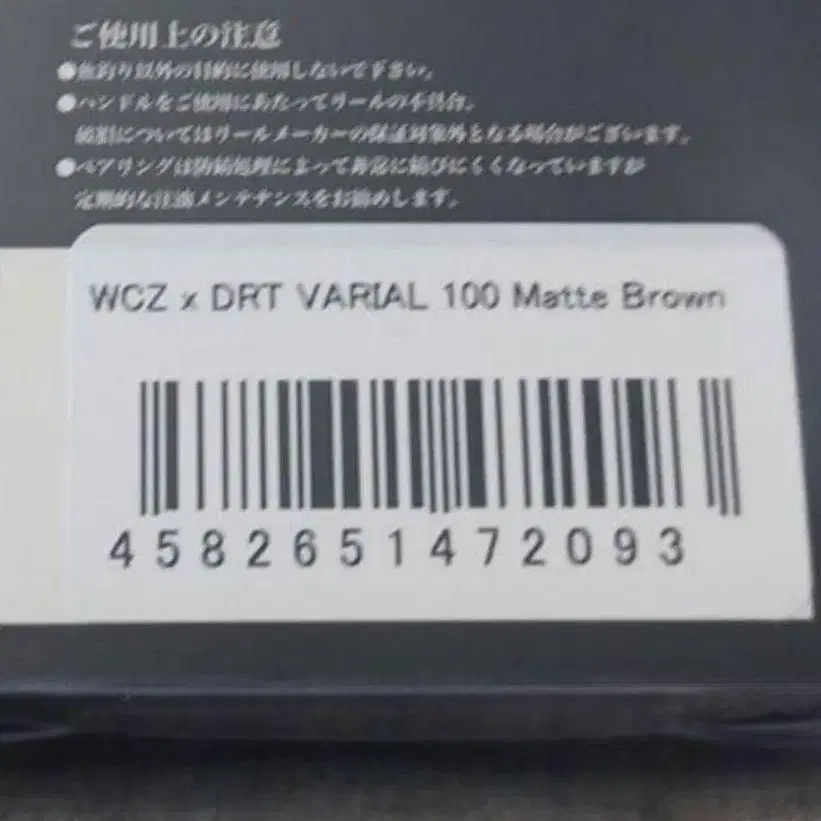 ご使用上の注意
●魚釣り以外の目的に使用しないで下さい。
●ハンドルをご使用にあたってリールの不具合。
破損についてはリールメーカーの保証対象外となる場合がございます。
●ベアリングは防錆処理によって非常に錆びにくくなっていますが
定期的な注油メンテナンスをお勧めします。
WCZ x DRT VARIAL 100 Matte Brown
4582651472093